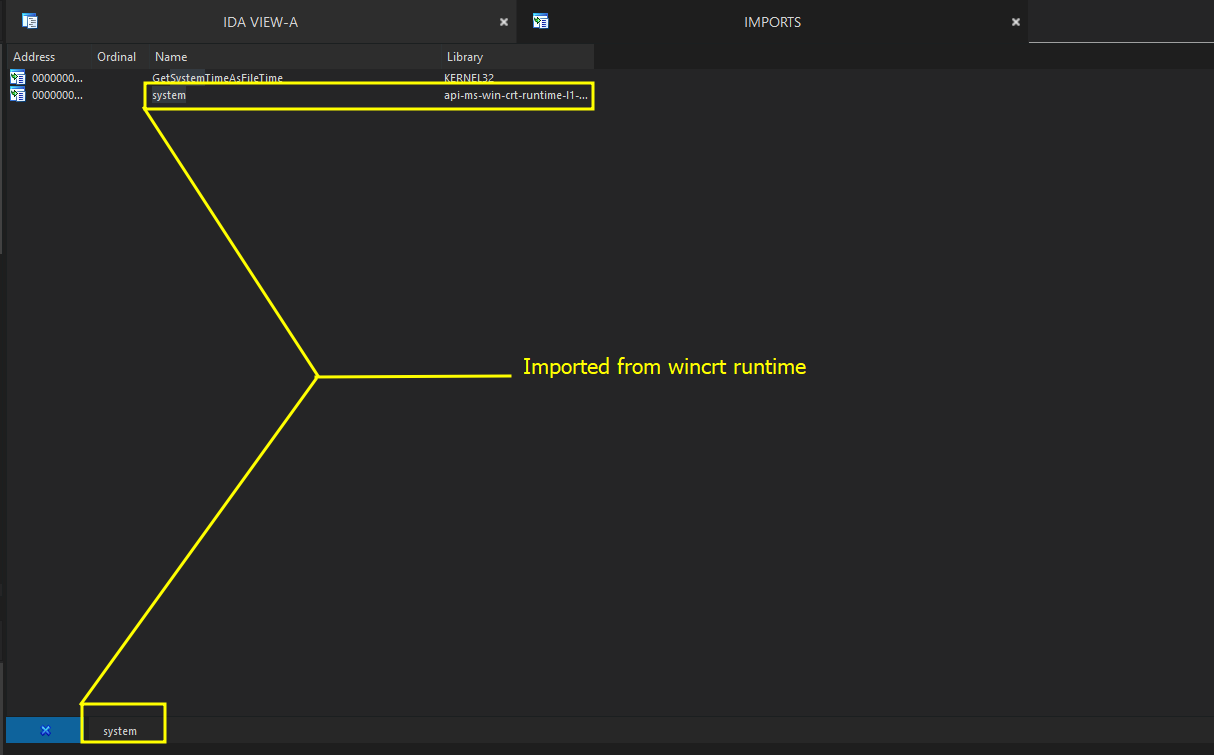 IDA VIEW-A IMPORTS
Address Ordinal Name Library
0000000... GetSystemTimeAsFileTime KERNEL32
0000000... system api-ms-win-crt-runtime-l1-...
Imported from wincrt runtime
system